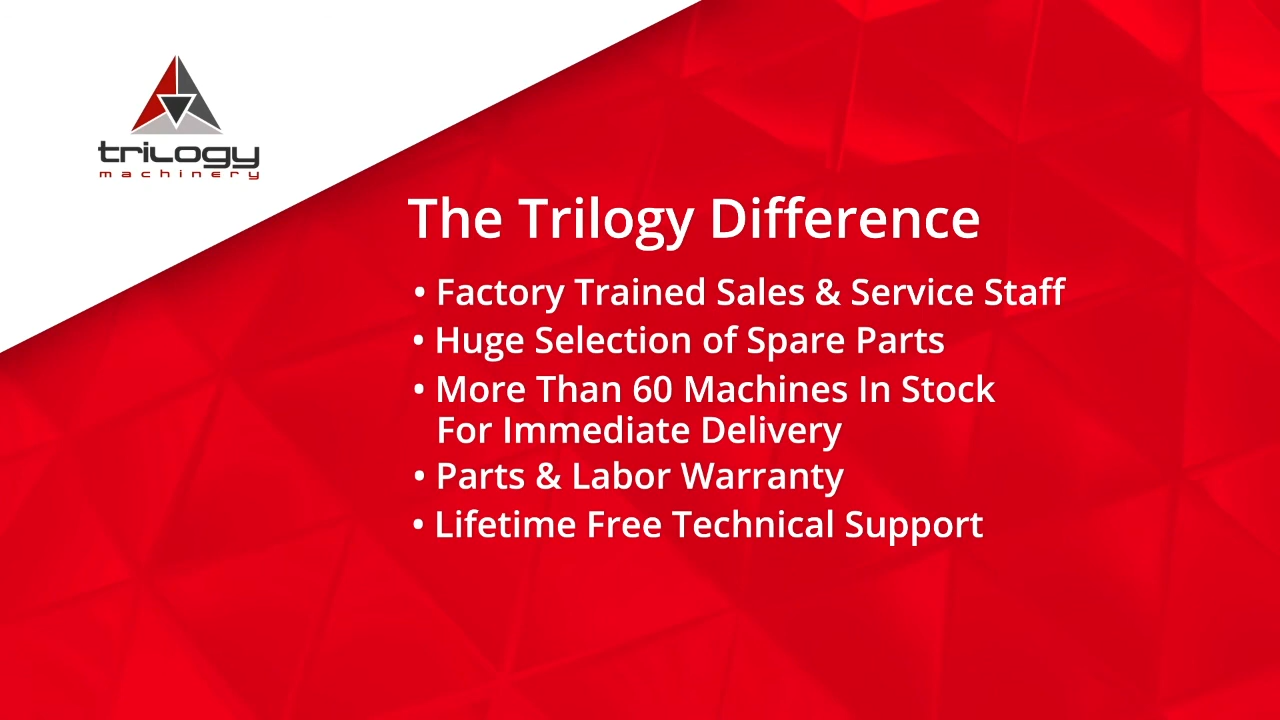 trilogy
machinery
The Trilogy Difference
• Factory Trained Sales & Service Staff
• Huge Selection of Spare Parts
• More Than 60 Machines In Stock
For Immediate Delivery
• Parts & Labor Warranty
• Lifetime Free Technical Support